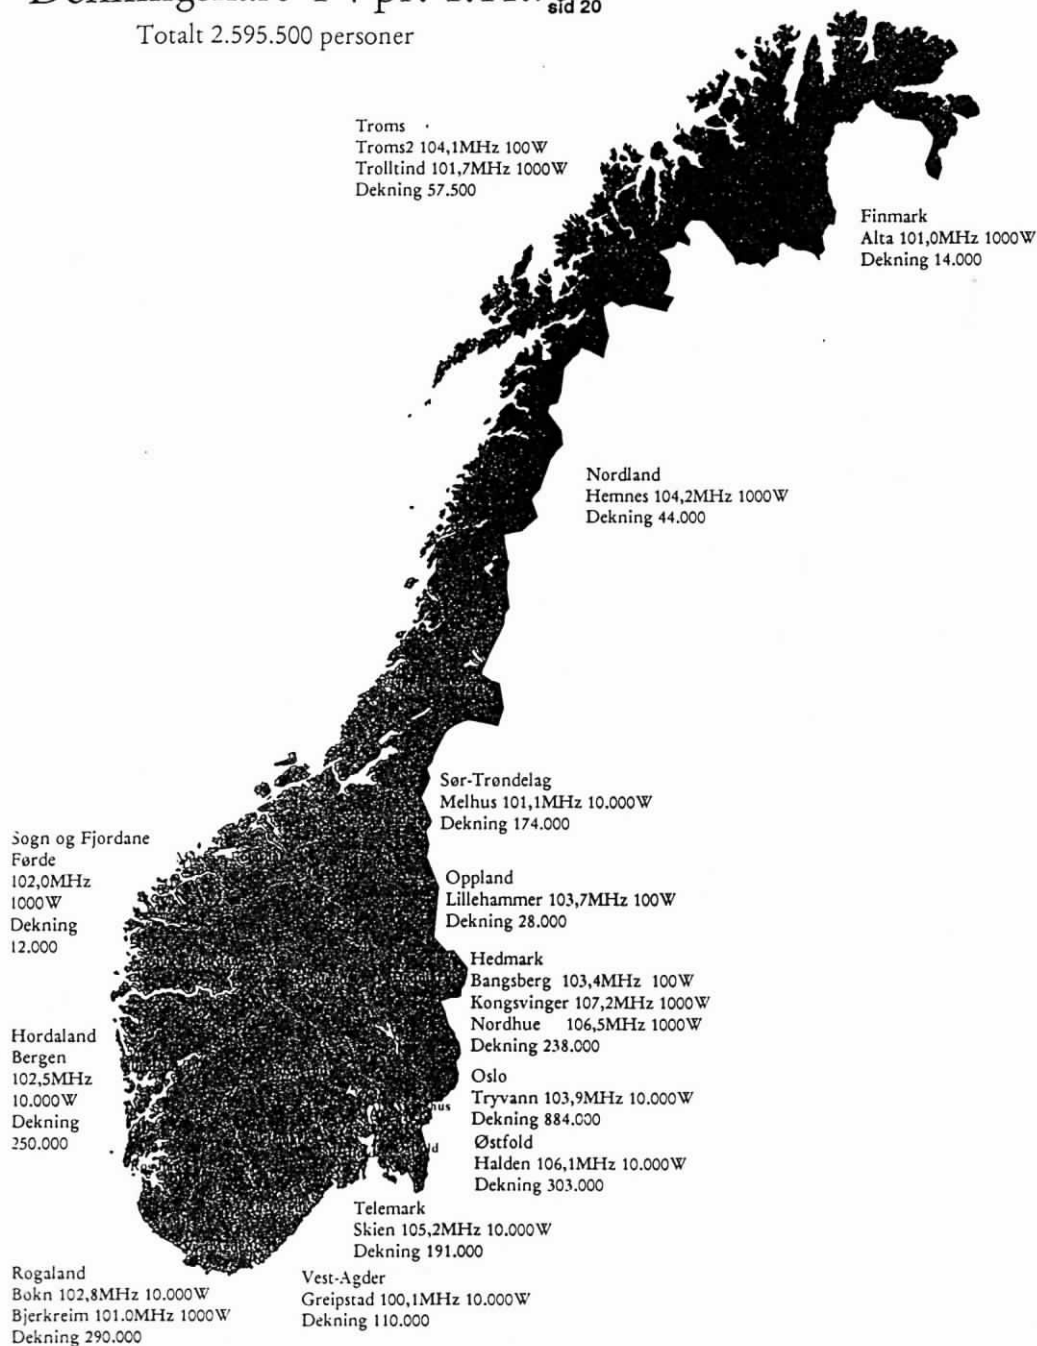 sid 20
Totalt 2.595.500 personer
Troms
Troms2 104,1MHz 100W
Trolltind 101,7MHz 1000W
Dekning 57.500
Finmark
Alta 101,0MHz 1000W
Dekning 14.000
Nordland
Hemnes 104,2MHz 1000W
Dekning 44.000
Sør-Trøndelag
Melhus 101,1MHz 10.000W
Dekning 174.000
Sogn og Fjordane
Førde
102,0MHz
1000W
Dekning
12.000
Oppland
Lillehammer 103,7MHz 100W
Dekning 28.000
Hedmark
Bangsberg 103,4MHz 100W
Kongsvinger 107,2MHz 1000W
Nordhue 106,5MHz 1000W
Dekning 238.000
Hordaland
Bergen
102,5MHz
10.000W
Dekning
250.000
Oslo
Tryvann 103,9MHz 10.000W
Dekning 884.000
Østfold
Halden 106,1MHz 10.000W
Dekning 303.000
Telemark
Skien 105,2MHz 10.000W
Dekning 191.000
Rogaland
Bokn 102,8MHz 10.000W
Bjerkreim 101.0MHz 1000W
Dekning 290.000
Vest-Agder
Greipstad 100,1MHz 10.000W
Dekning 110.000